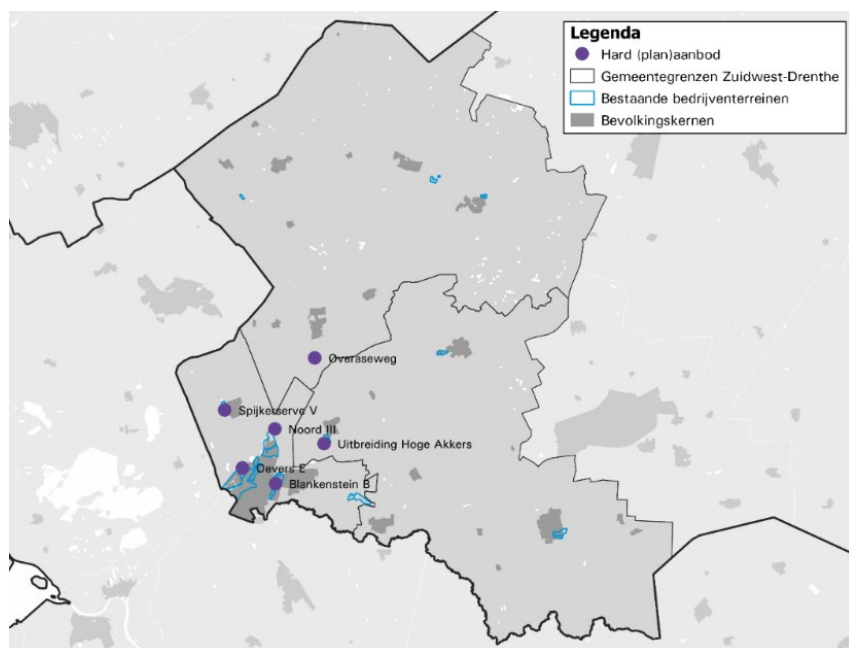 Legenda
Hard (plan)aanbod
Gemeentegrenzen Zuidwest-Drenthe
Bestaande bedrijventerreinen
Bevolkingskernen
Overaseweg
Spijkerserve V
Noord III
Uitbreiding Hoge Akkers
Oevers E
Blankenstein B